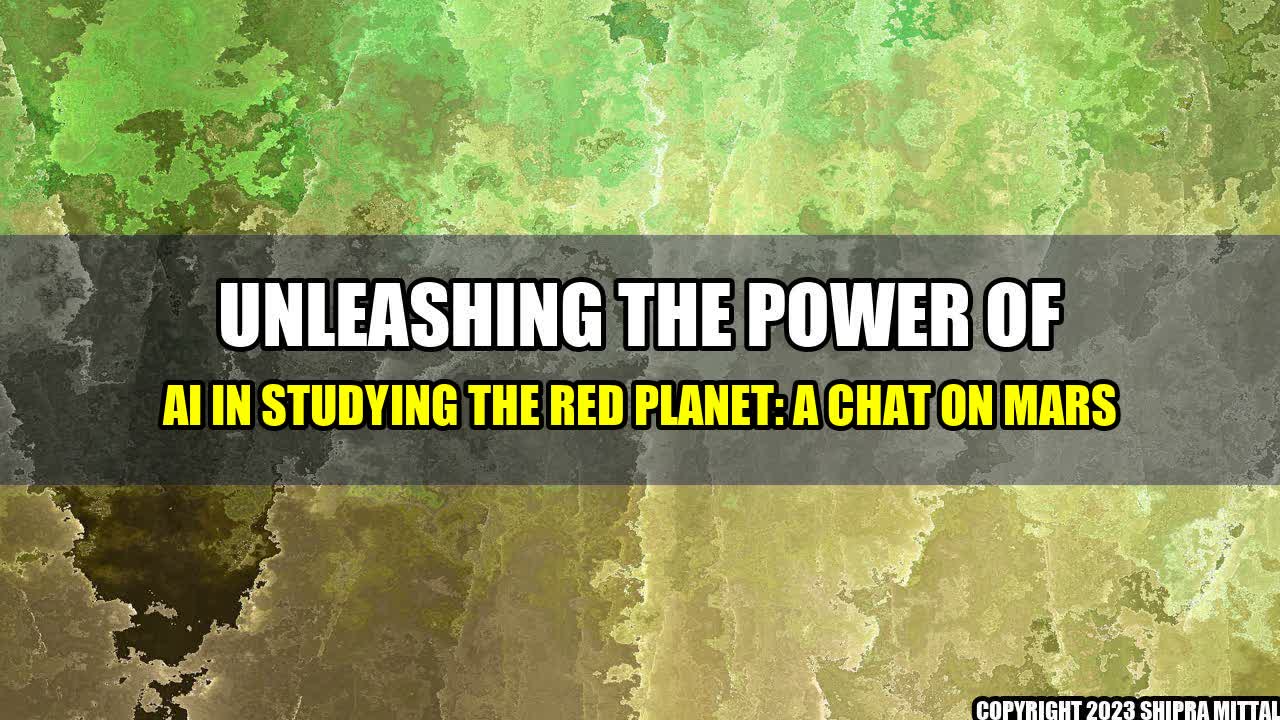 UNLEASHING THE POWER OF
AI IN STUDYING THE RED PLANET: A CHAT ON MARS
COPYRIGHT 2023 SHIPRA MITTAL